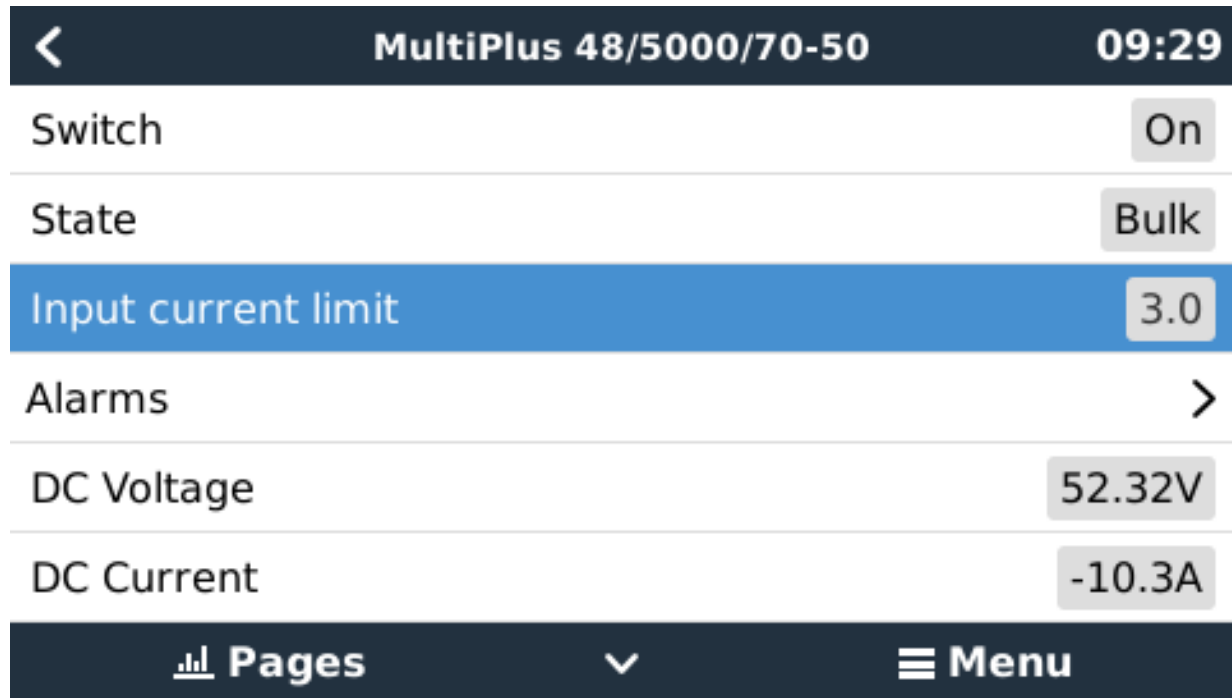 MultiPlus 48/5000/70-50 09:29
Switch On
State Bulk
Input current limit 3.0
Alarms
DC Voltage 52.32V
DC Current -10.3A
Pages Menu